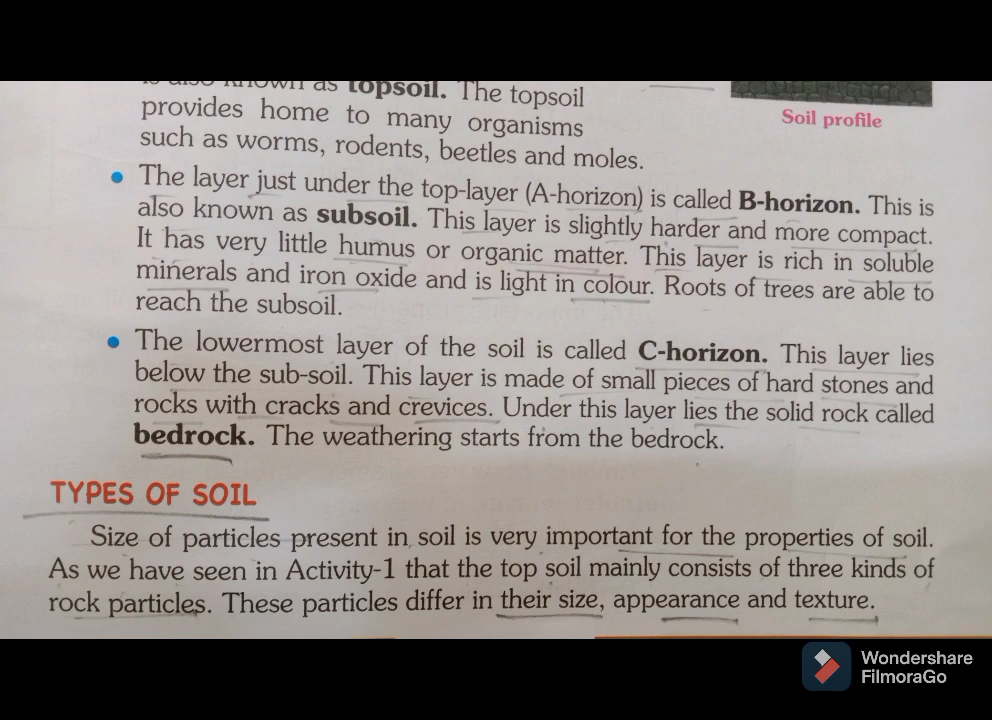 is also known as topsoil. The topsoil
provides home to many organisms
such as worms, rodents, beetles and moles.
Soil profile
• The layer just under the top-layer (A-horizon) is called B-horizon. This is
also known as subsoil. This layer is slightly harder and more compact.
It has very little humus or organic matter. This layer is rich in soluble
minerals and iron oxide and is light in colour. Roots of trees are able to
reach the subsoil.
• The lowermost layer of the soil is called C-horizon. This layer lies
below the sub-soil. This layer is made of small pieces of hard stones and
rocks with cracks and crevices. Under this layer lies the solid rock called
bedrock. The weathering starts from the bedrock.
TYPES OF SOIL
Size of particles present in soil is very important for the properties of soil.
As we have seen in Activity-1 that the top soil mainly consists of three kinds of
rock particles. These particles differ in their size, appearance and texture.
Wondershare
FilmoraGo